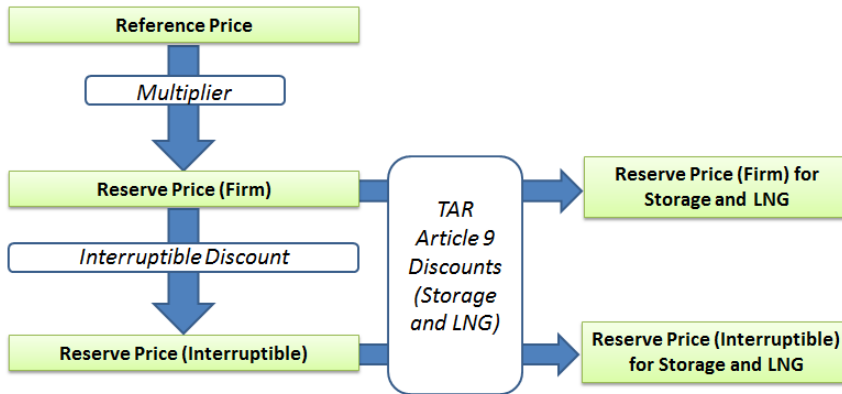 Reference Price
Multiplier
Reserve Price (Firm)
Interruptible Discount
Reserve Price (Interruptible)
TAR
Article 9
Discounts
(Storage
and LNG)
Reserve Price (Firm) for
Storage and LNG
Reserve Price (Interruptible)
for Storage and LNG